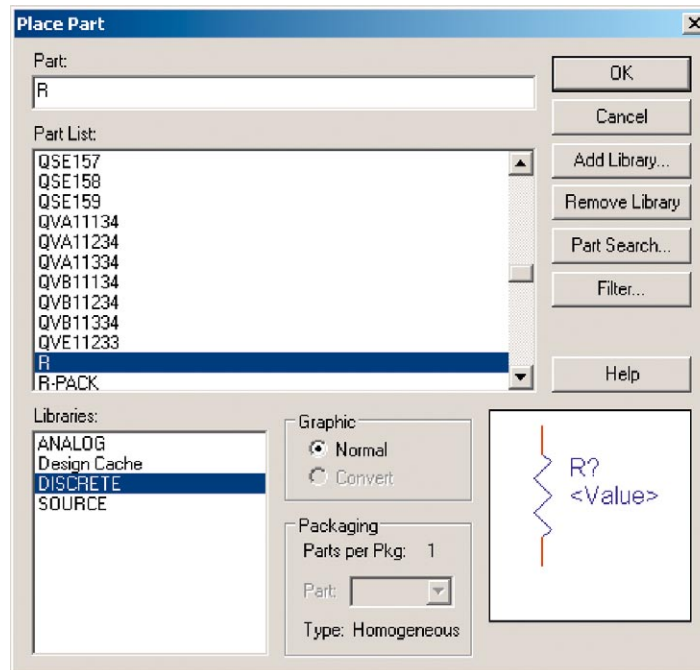 Place Part
Part:
R
OK
Cancel
Part List:
QSE157
QSE158
QSE159
QVA11134
QVA11234
QVA11334
QVB11134
QVB11234
QVB11334
QVE11233
R
R-PACK
Add Library...
Remove Library
Part Search...
Filter...
Help
Libraries:
ANALOG
Design Cache
DISCRETE
SOURCE
Graphic
Normal
Convert
Packaging
Parts per Pkg: 1
Part:
Type: Homogeneous
R?
<Value>